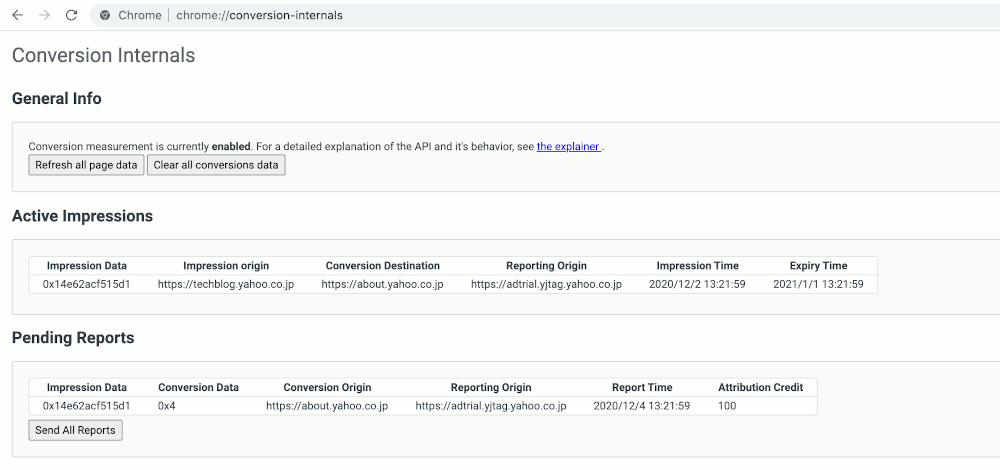 Chrome | chrome://conversion-internals
Conversion Internals
General Info
Conversion measurement is currently enabled. For a detailed explanation of the API and it's behavior, see the explainer .
Refresh all page data Clear all conversions data
Active Impressions
Impression Data Impression origin Conversion Destination Reporting Origin Impression Time Expiry Time
0x14e62acf515d1 https://techblog.yahoo.co.jp https://about.yahoo.co.jp https://adtrial.yjtag.yahoo.co.jp 2020/12/2 13:21:59 2021/1/1 13:21:59
Pending Reports
Impression Data Conversion Data Conversion Origin Reporting Origin Report Time Attribution Credit
0x14e62acf515d1 0x4 https://about.yahoo.co.jp https://adtrial.yjtag.yahoo.co.jp 2020/12/4 13:21:59 100
Send All Reports